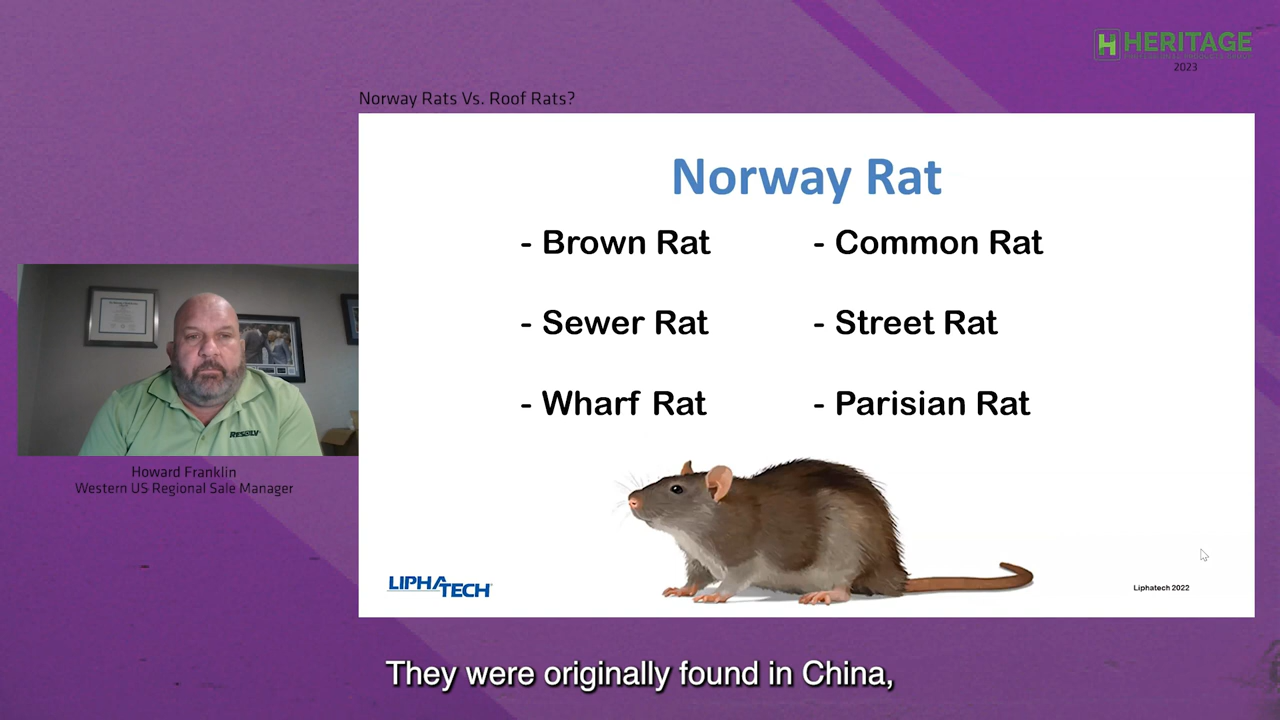 HERITAGE
2023
Norway Rats Vs. Roof Rats?
Norway Rat
- Brown Rat
- Common Rat
- Sewer Rat
- Street Rat
- Wharf Rat
- Parisian Rat
RESOLV
Howard Franklin
Western US Regional Sale Manager
LIPHATECH
Liphatech 2022
They were originally found in China,